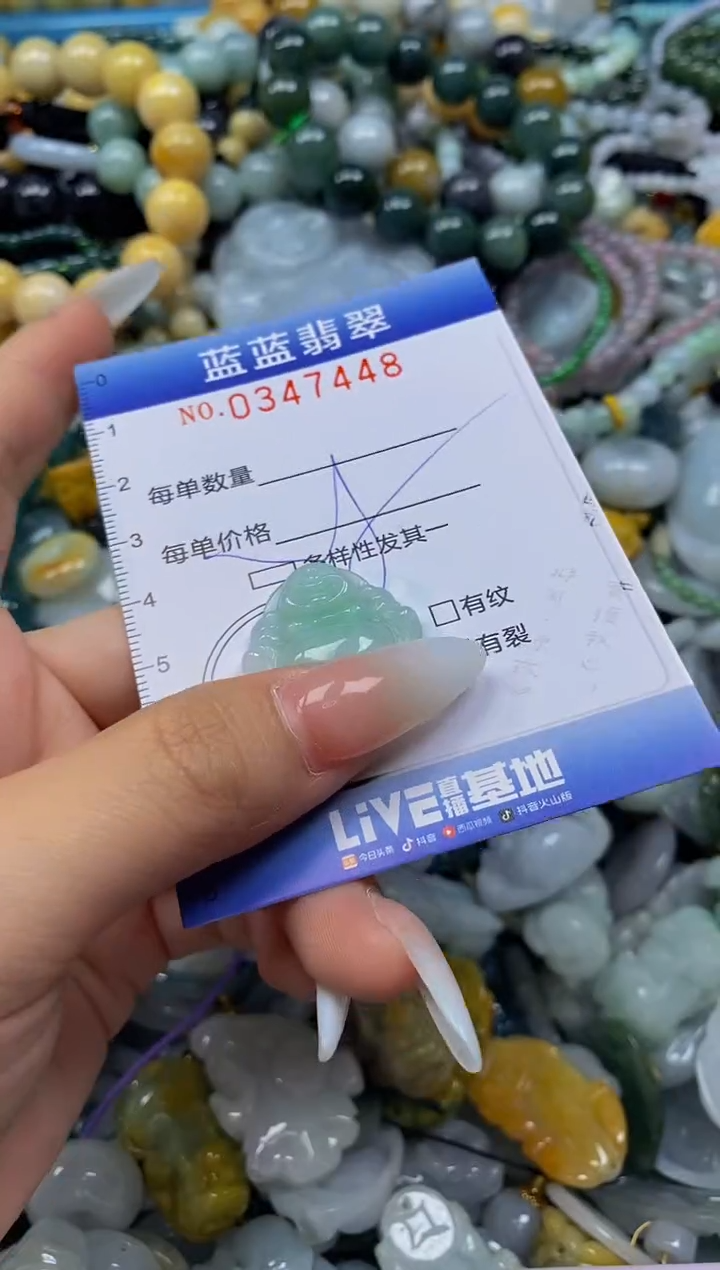 蓝蓝翡翠
NO.0347448
0
1
2
3
4
5
每单数量
每单价格
多样性发其一
□有纹
有裂
LiVE直播基地
今日头条 抖音 西瓜视频 抖音火山版